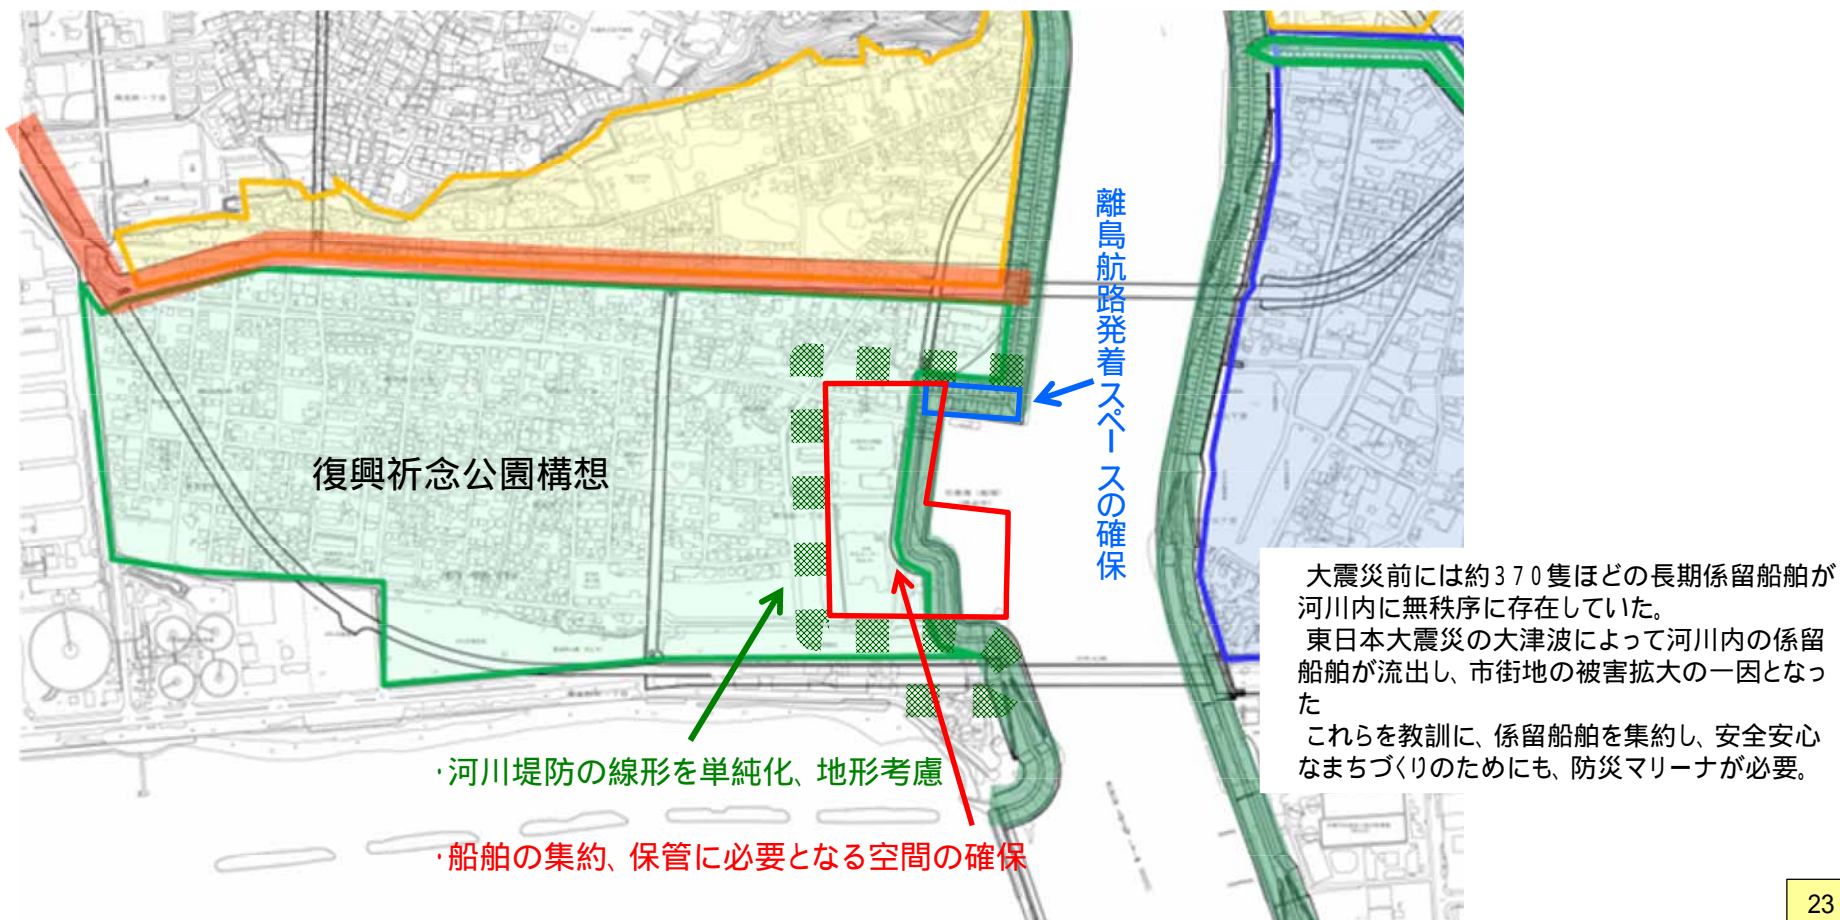 離島航路発着スペースの確保
復興祈念公園構想
大震災前には約370隻ほどの長期係留船舶が
河川内に無秩序に存在していた。
東日本大震災の大津波によって河川内の係留
船舶が流出し、市街地の被害拡大の一因となっ
た
これらを教訓に、係留船舶を集約し、安全安心
なまちづくりのためにも、防災マリーナが必要。
・河川堤防の線形を単純化、地形考慮
・船舶の集約、保管に必要となる空間の確保
23